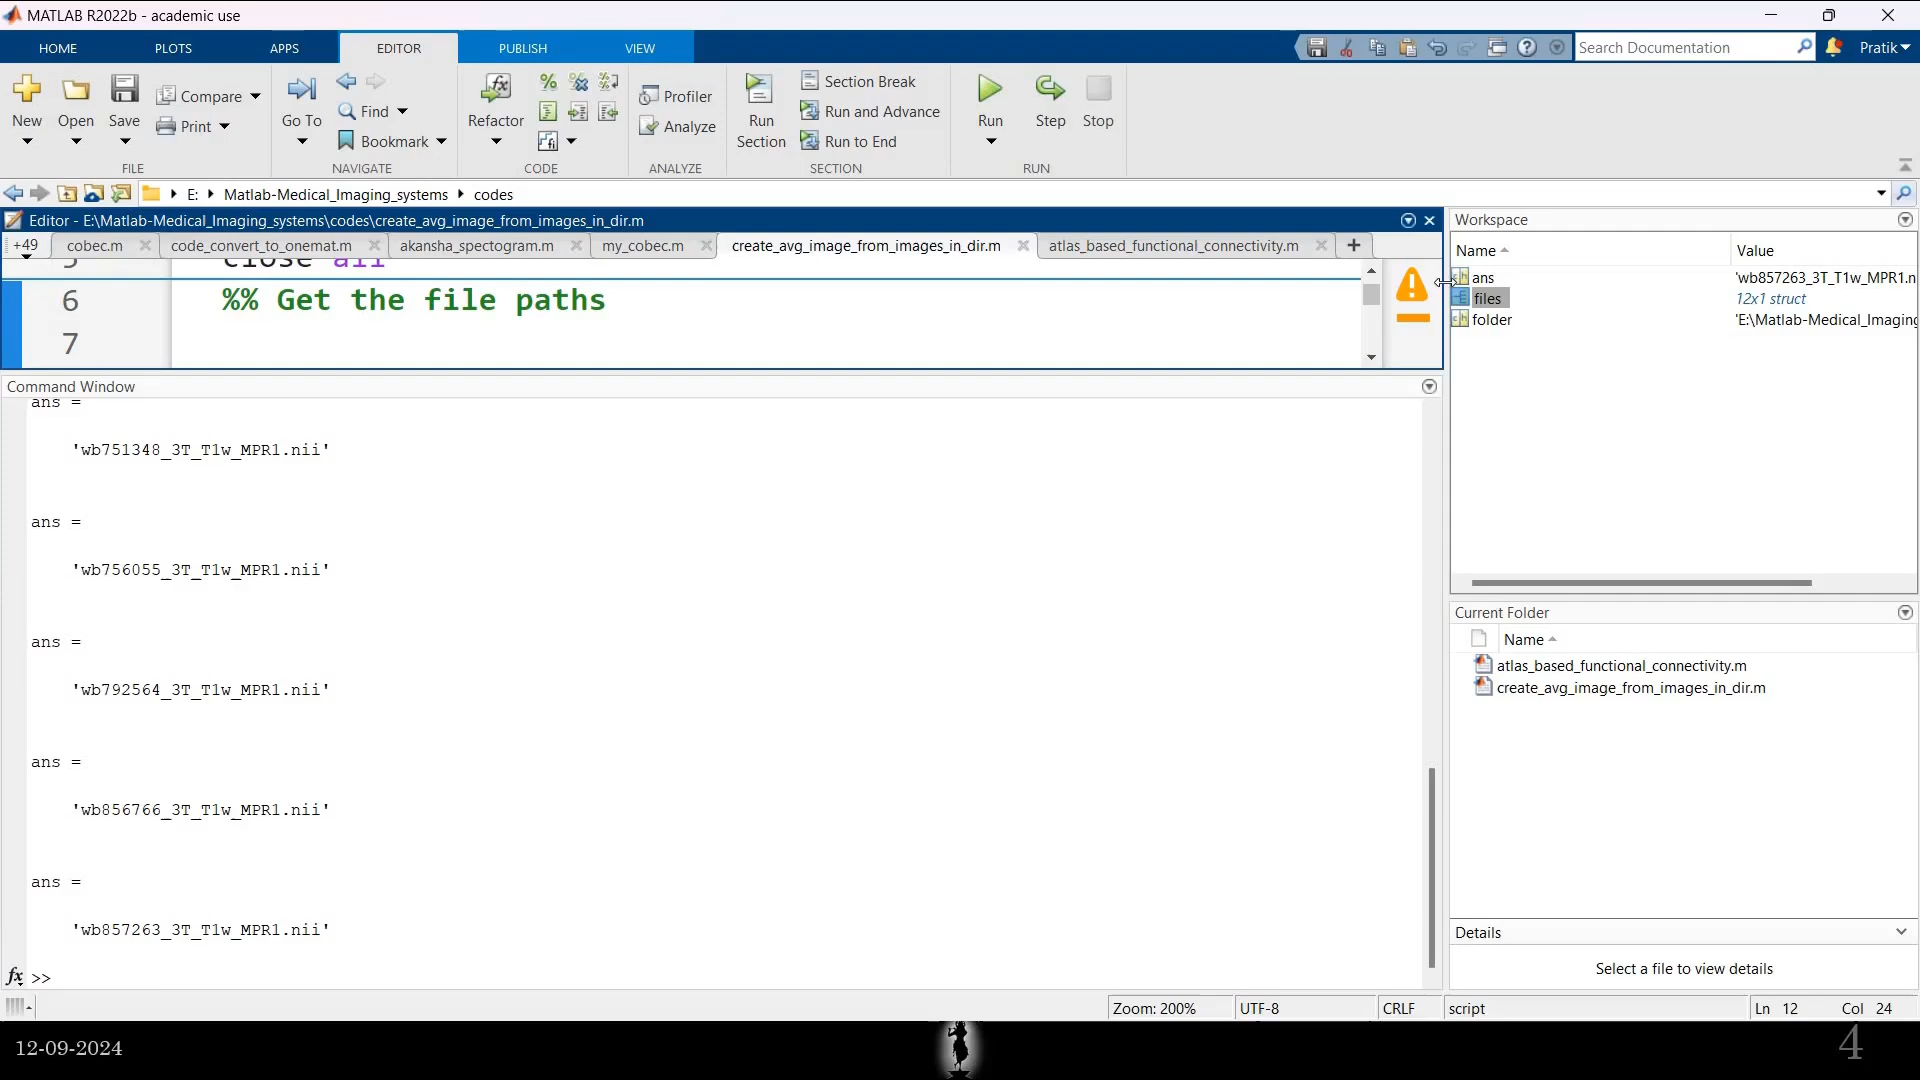 MATLAB R2022b - academic use
HOME PLOTS APPS EDITOR PUBLISH VIEW
Search Documentation
Pratik
New
Open
Save
Compare
Print
FILE
Go To
Find
Bookmark
NAVIGATE
Refactor
CODE
Profiler
Analyze
ANALYZE
Run Section
Section Break
Run and Advance
Run to End
SECTION
Run
Step
Stop
RUN
E: Matlab-Medical_Imaging_systems codes
Editor - E:\Matlab-Medical_Imaging_systems\codes\create_avg_image_from_images_in_dir.m
+49 cobec.m code_convert_to_onemat.m akansha_spectogram.m my_cobec.m create_avg_image_from_images_in_dir.m atlas_based_functional_connectivity.m
5 close all
6 %% Get the file paths
7
Command Window
ans =
'wb751348_3T_T1w_MPR1.nii'
ans =
'wb756055_3T_T1w_MPR1.nii'
ans =
'wb792564_3T_T1w_MPR1.nii'
ans =
'wb856766_3T_T1w_MPR1.nii'
ans =
'wb857263_3T_T1w_MPR1.nii'
fx >>
Workspace
Name Value
ans 'wb857263_3T_T1w_MPR1.n
files 12x1 struct
folder 'E:\Matlab-Medical_Imaging
Current Folder
Name
atlas_based_functional_connectivity.m
create_avg_image_from_images_in_dir.m
Details
Select a file to view details
Zoom: 200% UTF-8 CRLF script Ln 12 Col 24
12-09-2024
4